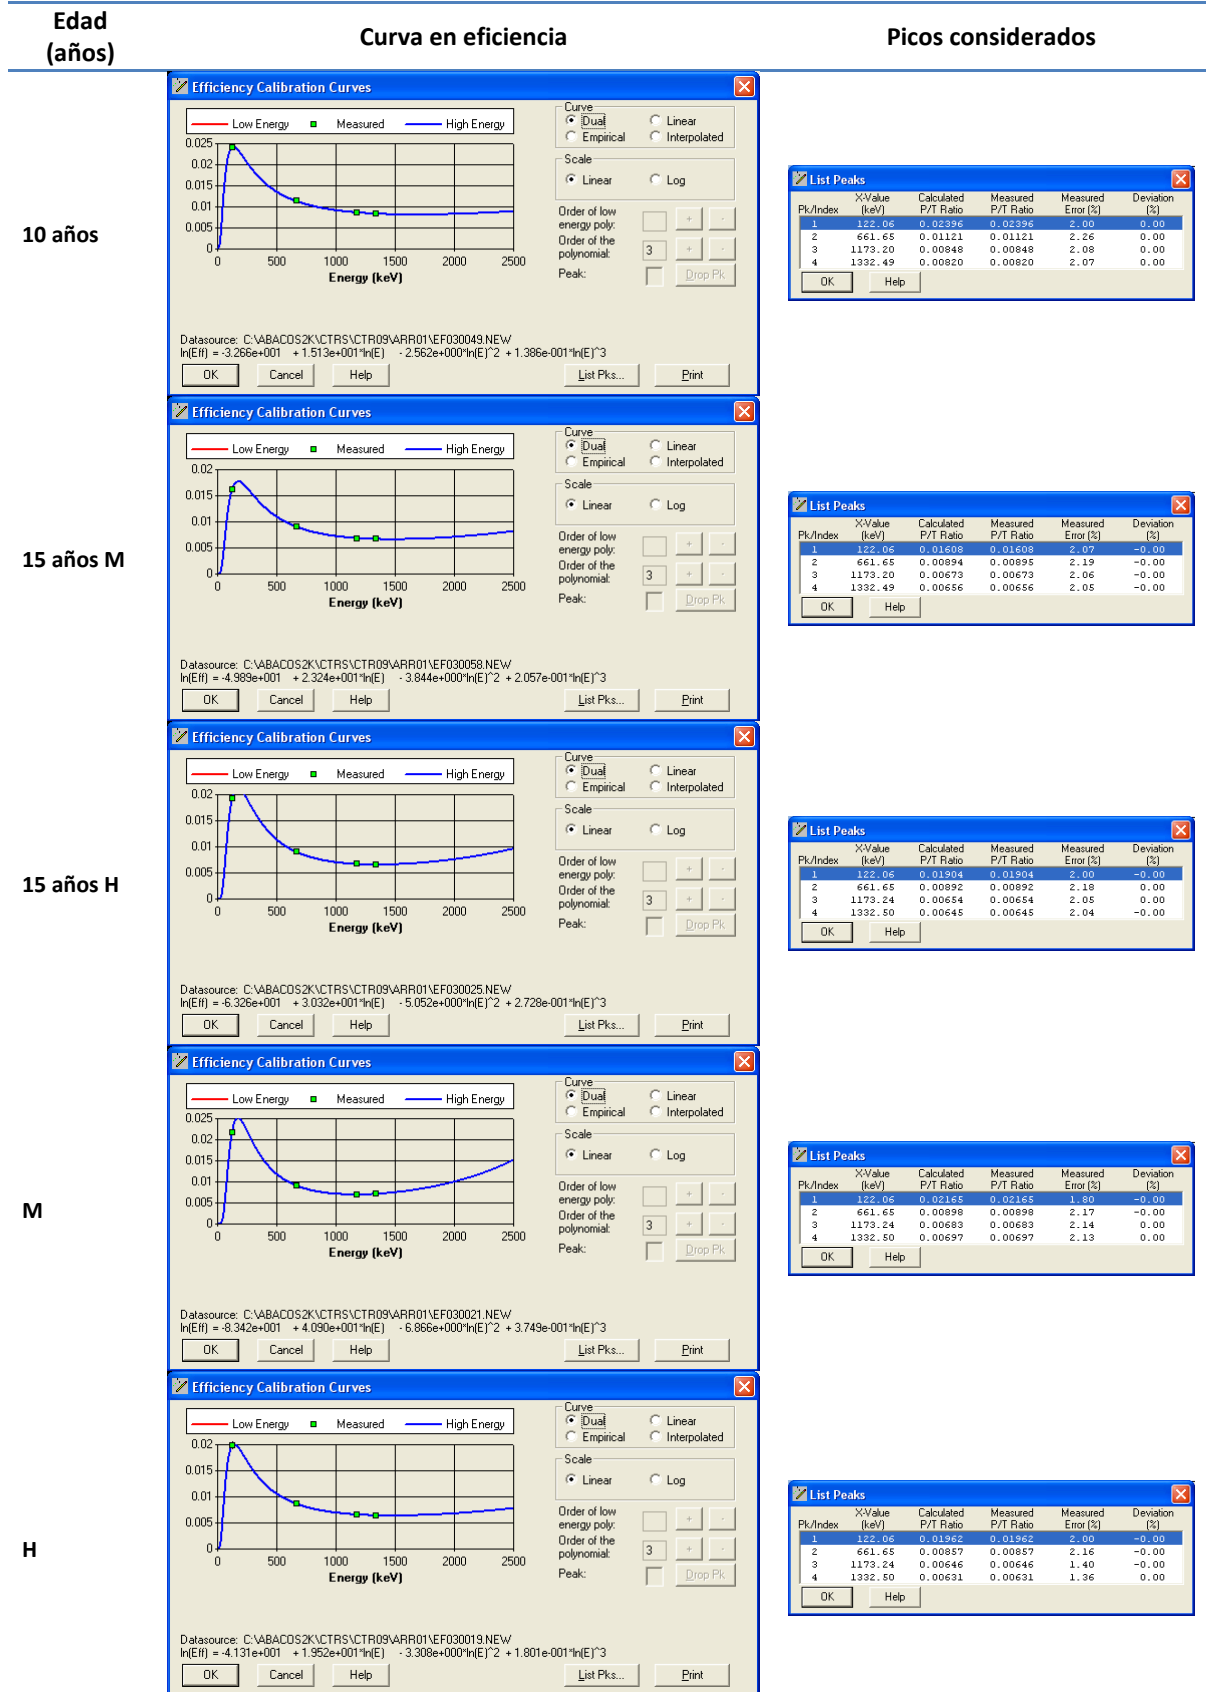 Edad
(años)
Curva en eficiencia
Picos considerados
10 años
Efficiency Calibration Curves
Low Energy Measured High Energy
0.025
0.02
0.015
0.01
0.005
0
0 500 1000 1500 2000 2500
Energy (keV)
Curve
Dual Linear
Empirical Interpolated
Scale
Linear Log
Order of low
energy poly: + -
Order of the
polynomial: 3 + -
Peak: Drop Pk
Datasource: C:\ABACOS2K\CTRS\CTR09\ARR01\EF030049.NEW
ln(Eff) = -3.266e+001 + 1.513e+001*ln(E) - 2.562e+000*ln(E)^2 + 1.386e-001*ln(E)^3
OK Cancel Help List Pks... Print
List Peaks
X-Value Calculated Measured Measured Deviation
Pk/Index (keV) P/T Ratio P/T Ratio Error (%) (%)
1 122.06 0.02396 0.02396 2.00 0.00
2 661.65 0.01121 0.01121 2.26 0.00
3 1173.20 0.00848 0.00848 2.08 0.00
4 1332.49 0.00820 0.00820 2.07 0.00
OK Help
15 años M
Efficiency Calibration Curves
Low Energy Measured High Energy
0.02
0.015
0.01
0.005
0
0 500 1000 1500 2000 2500
Energy (keV)
Curve
Dual Linear
Empirical Interpolated
Scale
Linear Log
Order of low
energy poly: + -
Order of the
polynomial: 3 + -
Peak: Drop Pk
Datasource: C:\ABACOS2K\CTRS\CTR09\ARR01\EF030058.NEW
ln(Eff) = -4.989e+001 + 2.324e+001*ln(E) - 3.844e+000*ln(E)^2 + 2.057e-001*ln(E)^3
OK Cancel Help List Pks... Print
List Peaks
X-Value Calculated Measured Measured Deviation
Pk/Index (keV) P/T Ratio P/T Ratio Error (%) (%)
1 122.06 0.01608 0.01608 2.07 -0.00
2 661.65 0.00894 0.00895 2.19 -0.00
3 1173.20 0.00673 0.00673 2.06 -0.00
4 1332.49 0.00656 0.00656 2.05 -0.00
OK Help
15 años H
Efficiency Calibration Curves
Low Energy Measured High Energy
0.02
0.015
0.01
0.005
0
0 500 1000 1500 2000 2500
Energy (keV)
Curve
Dual Linear
Empirical Interpolated
Scale
Linear Log
Order of low
energy poly: + -
Order of the
polynomial: 3 + -
Peak: Drop Pk
Datasource: C:\ABACOS2K\CTRS\CTR09\ARR01\EF030025.NEW
ln(Eff) = -6.326e+001 + 3.032e+001*ln(E) - 5.052e+000*ln(E)^2 + 2.728e-001*ln(E)^3
OK Cancel Help List Pks... Print
List Peaks
X-Value Calculated Measured Measured Deviation
Pk/Index (keV) P/T Ratio P/T Ratio Error (%) (%)
1 122.06 0.01904 0.01904 2.00 -0.00
2 661.65 0.00892 0.00892 2.18 0.00
3 1173.24 0.00654 0.00654 2.05 0.00
4 1332.50 0.00645 0.00645 2.04 -0.00
OK Help
M
Efficiency Calibration Curves
Low Energy Measured High Energy
0.025
0.02
0.015
0.01
0.005
0
0 500 1000 1500 2000 2500
Energy (keV)
Curve
Dual Linear
Empirical Interpolated
Scale
Linear Log
Order of low
energy poly: + -
Order of the
polynomial: 3 + -
Peak: Drop Pk
Datasource: C:\ABACOS2K\CTRS\CTR09\ARR01\EF030021.NEW
ln(Eff) = -8.342e+001 + 4.090e+001*ln(E) - 6.866e+000*ln(E)^2 + 3.749e-001*ln(E)^3
OK Cancel Help List Pks... Print
List Peaks
X-Value Calculated Measured Measured Deviation
Pk/Index (keV) P/T Ratio P/T Ratio Error (%) (%)
1 122.06 0.02165 0.02165 1.80 -0.00
2 661.65 0.00898 0.00898 2.17 -0.00
3 1173.24 0.00683 0.00683 2.14 0.00
4 1332.50 0.00697 0.00697 2.13 0.00
OK Help
H
Efficiency Calibration Curves
Low Energy Measured High Energy
0.02
0.015
0.01
0.005
0
0 500 1000 1500 2000 2500
Energy (keV)
Curve
Dual Linear
Empirical Interpolated
Scale
Linear Log
Order of low
energy poly: + -
Order of the
polynomial: 3 + -
Peak: Drop Pk
Datasource: C:\ABACOS2K\CTRS\CTR09\ARR01\EF030019.NEW
ln(Eff) = -4.131e+001 + 1.952e+001*ln(E) - 3.308e+000*ln(E)^2 + 1.801e-001*ln(E)^3
OK Cancel Help List Pks... Print
List Peaks
X-Value Calculated Measured Measured Deviation
Pk/Index (keV) P/T Ratio P/T Ratio Error (%) (%)
1 122.06 0.01962 0.01962 2.00 -0.00
2 661.65 0.00857 0.00857 2.16 -0.00
3 1173.24 0.00646 0.00646 1.40 -0.00
4 1332.50 0.00631 0.00631 1.36 0.00
OK Help